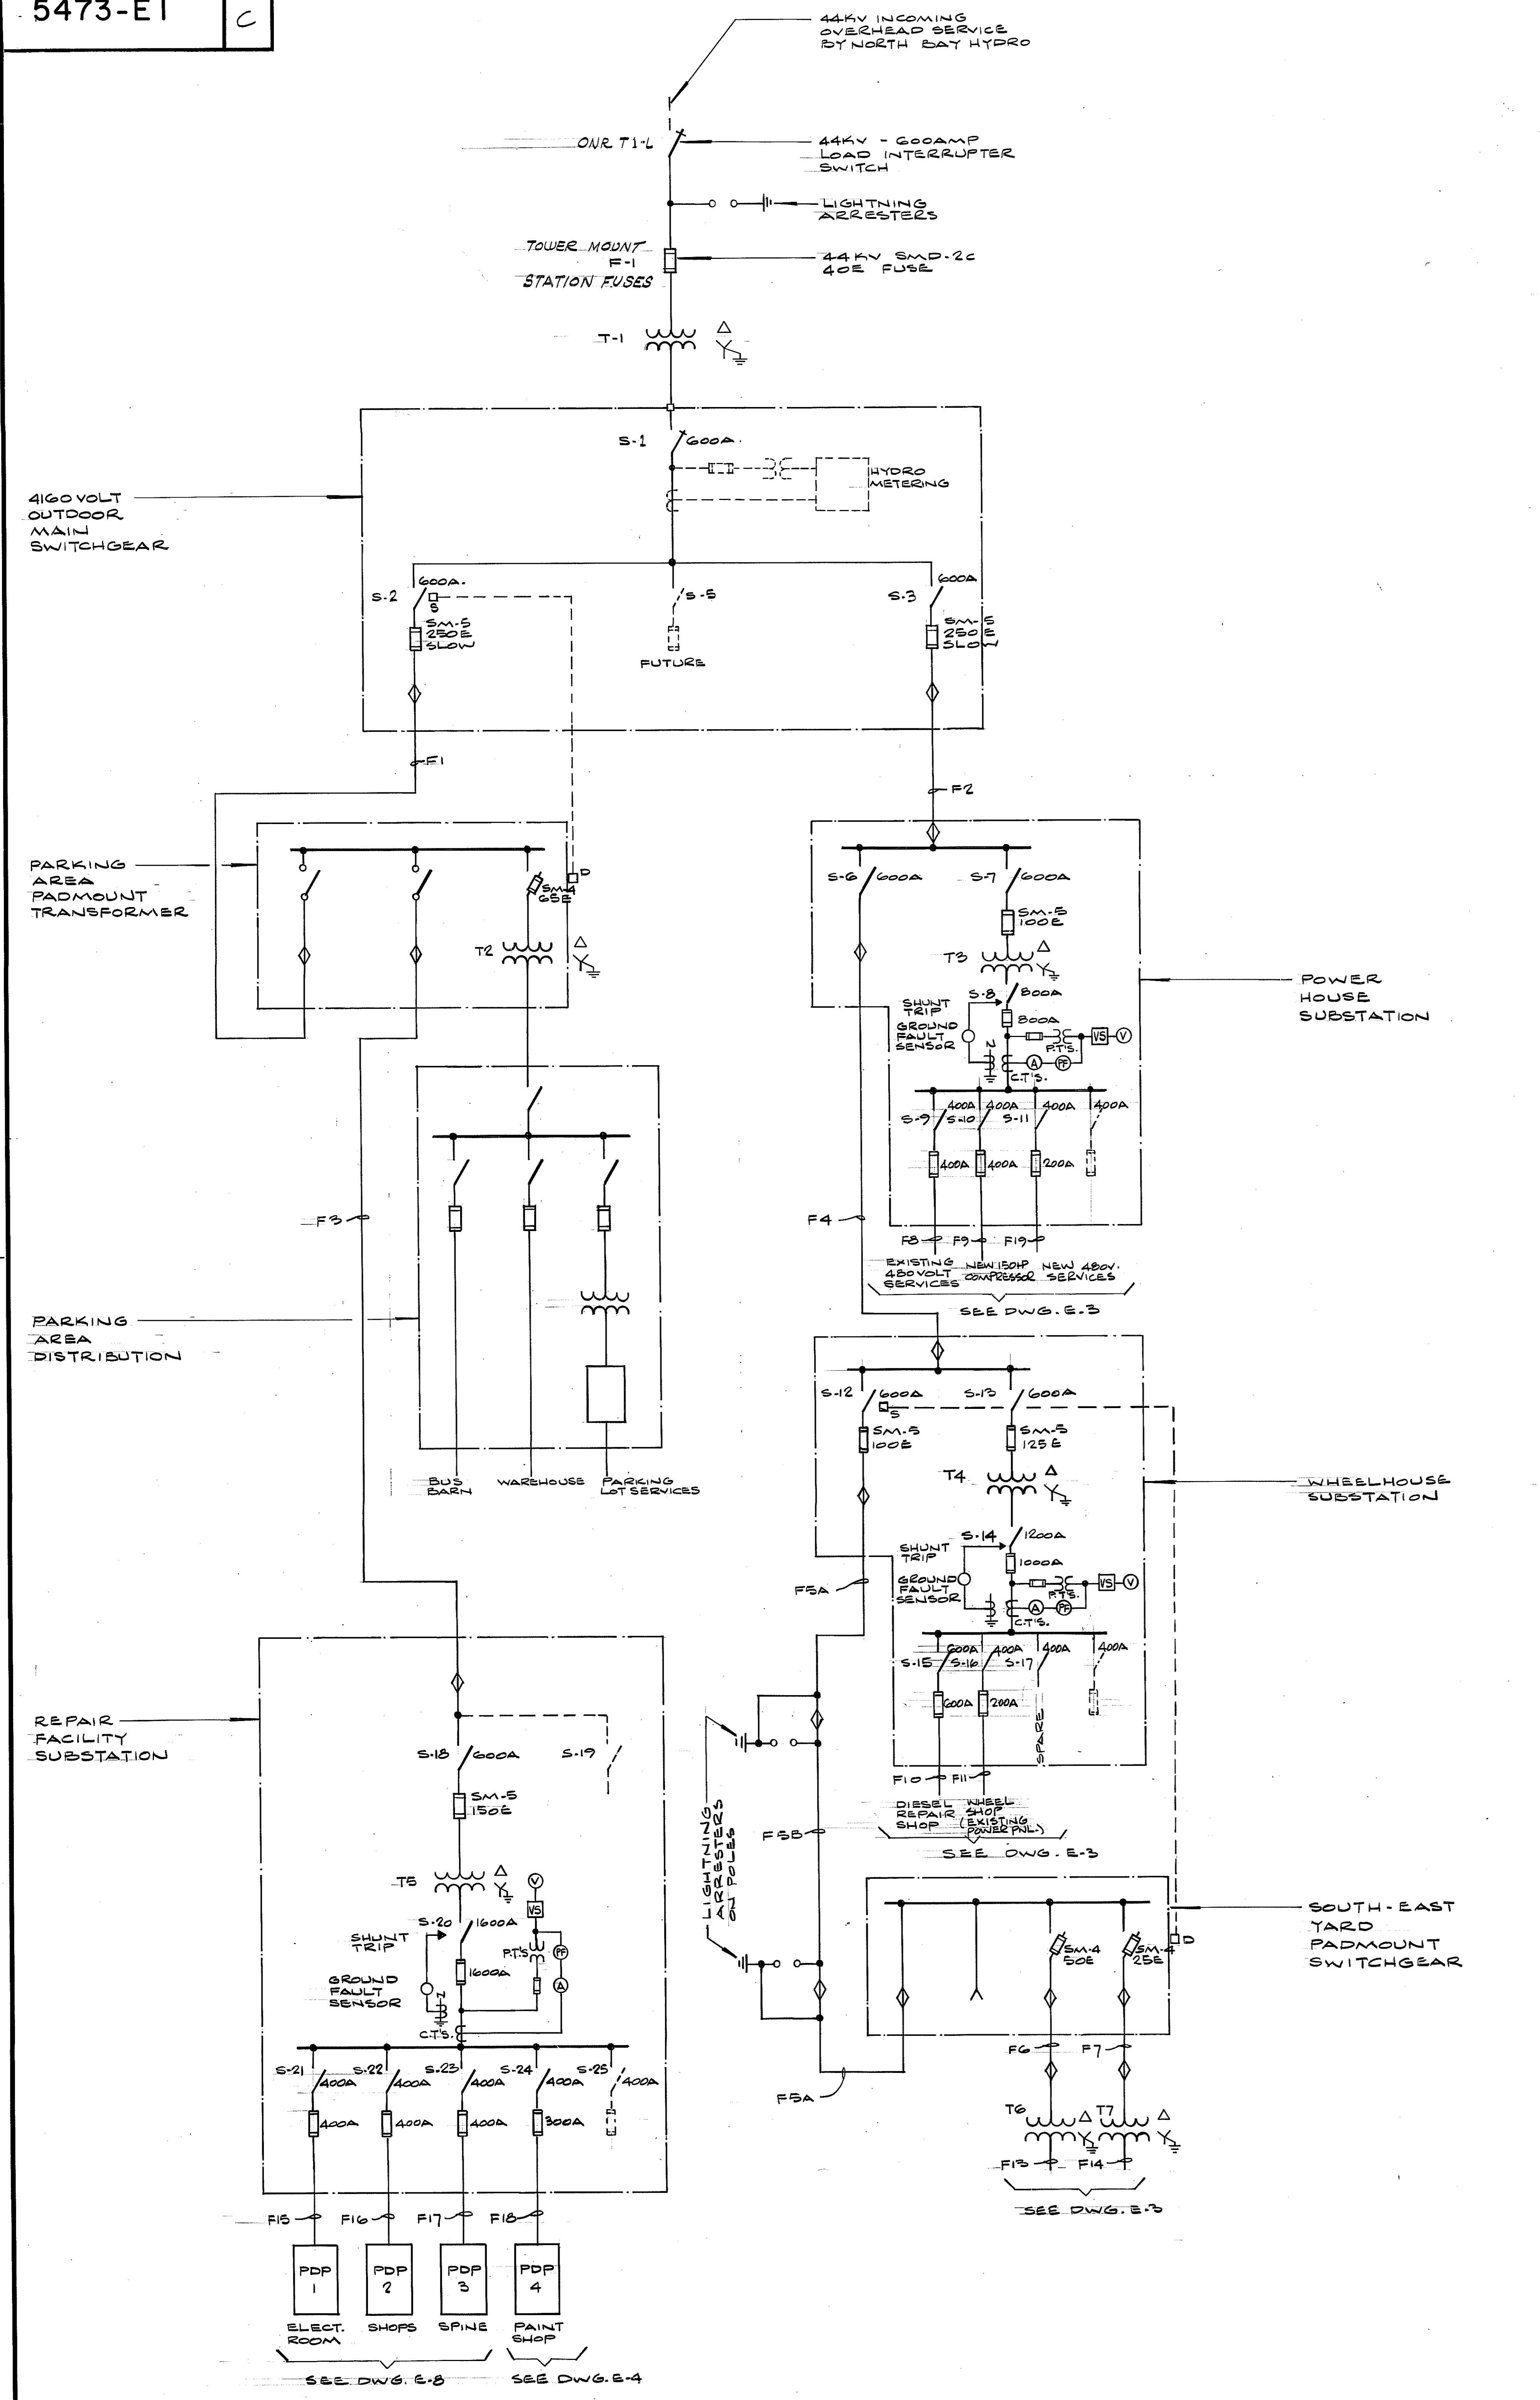 5473-E1
C
44KV INCOMING
OVERHEAD SERVICE
BY NORTH BAY HYDRO
ONR T1-L
44KV - 600AMP
LOAD INTERRUPTER
SWITCH
LIGHTNING
ARRESTERS
TOWER MOUNT
F-1
STATION FUSES
44KV SMD-2C
40E FUSE
T-1
S-1
600A.
HYDRO
METERING
4160 VOLT
OUTDOOR
MAIN
SWITCHGEAR
S-2
600A.
S
SM-5
250E
SLOW
S-5
FUTURE
S-3
600A
SM-5
250E
SLOW
F1
F2
PARKING
AREA
PADMOUNT
TRANSFORMER
D
SM-4
65E
T2
S-6
600A
S-7
600A
SM-5
100E
T3
S-8
800A
SHUNT
TRIP
800A
GROUND
FAULT
SENSOR
N
P.T'S.
VS
V
A
PF
C.T'S.
POWER
HOUSE
SUBSTATION
400A
400A
400A
400A
S-9
S-10
S-11
400A
400A
200A
F3
F4
F8
F9
F19
EXISTING
480 VOLT
SERVICES
NEW 150HP
COMPRESSOR
NEW 480V.
SERVICES
SEE DWG. E-3
PARKING
AREA
DISTRIBUTION
BUS
BARN
WAREHOUSE
PARKING
LOT SERVICES
S-12
600A
S
S-13
600A
SM-5
100E
SM-5
125E
T4
WHEELHOUSE
SUBSTATION
S-14
1200A
SHUNT
TRIP
1000A
GROUND
FAULT
SENSOR
P.T'S.
VS
V
A
PF
C.T'S.
F5A
600A
400A
400A
400A
S-15
S-16
S-17
600A
200A
SPARE
F10
F11
DIESEL
REPAIR
SHOP
WHEEL
SHOP
(EXISTING
POWER PNL.)
SEE DWG. E-3
REPAIR
FACILITY
SUBSTATION
S-18
600A
S-19
SM-5
150E
T5
V
VS
S-20
1600A
SHUNT
TRIP
P.T'S
PF
1600A
GROUND
FAULT
SENSOR
A
N
C.T'S.
S-21
S-22
S-23
S-24
S-25
400A
400A
400A
400A
400A
400A
400A
400A
300A
F15
F16
F17
F18
PDP
1
PDP
2
PDP
3
PDP
4
ELECT.
ROOM
SHOPS
SPINE
PAINT
SHOP
SEE DWG. E-8
SEE DWG. E-4
LIGHTNING
ARRESTERS
ON POLES
F5B
F5A
SOUTH-EAST
YARD
PADMOUNT
SWITCHGEAR
SM-4
50E
SM-4
25E
D
F6
F7
T6
T7
F13
F14
SEE DWG. E-3